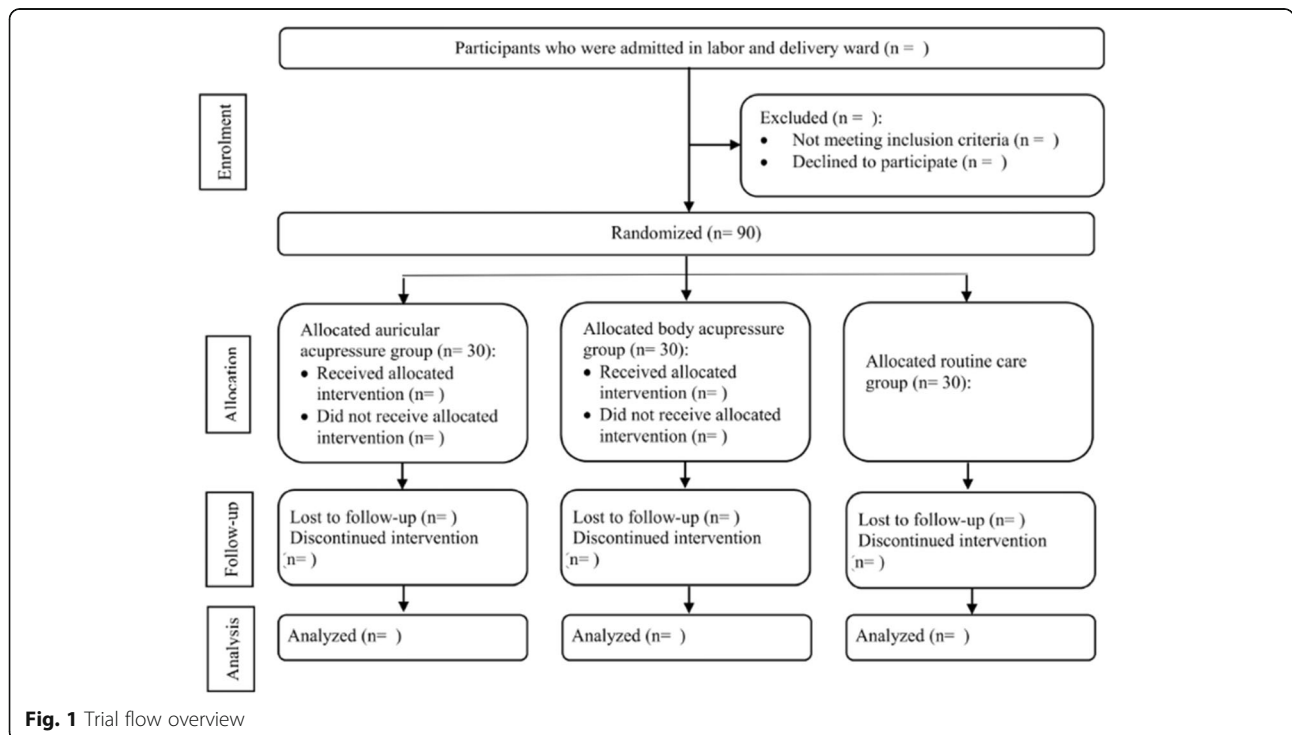 Participants who were admitted in labor and delivery ward (n = )
Enrolment
Excluded (n = ):
• Not meeting inclusion criteria (n = )
• Declined to participate (n = )
Randomized (n= 90)
Allocation
Allocated auricular
acupressure group (n= 30):
• Received allocated
intervention (n= )
• Did not receive allocated
intervention (n= )
Allocated body acupressure
group (n= 30):
• Received allocated
intervention (n= )
• Did not receive allocated
intervention (n= )
Allocated routine care
group (n= 30):
Follow-up
Lost to follow-up (n= )
Discontinued intervention
(n= )
Lost to follow-up (n= )
Discontinued intervention
(n= )
Lost to follow-up (n= )
Discontinued intervention
(n= )
Analysis
Analyzed (n= )
Analyzed (n= )
Analyzed (n= )
Fig. 1 Trial flow overview